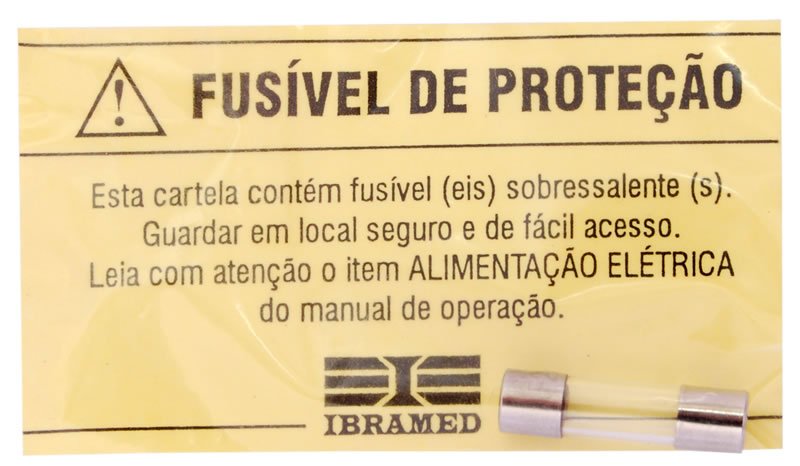 FUSÍVEL DE PROTEÇÃO
Esta cartela contém fusível (eis) sobressalente (s).
Guardar em local seguro e de fácil acesso.
Leia com atenção o item ALIMENTAÇÃO ELÉTRICA
do manual de operação.
IBRAMED